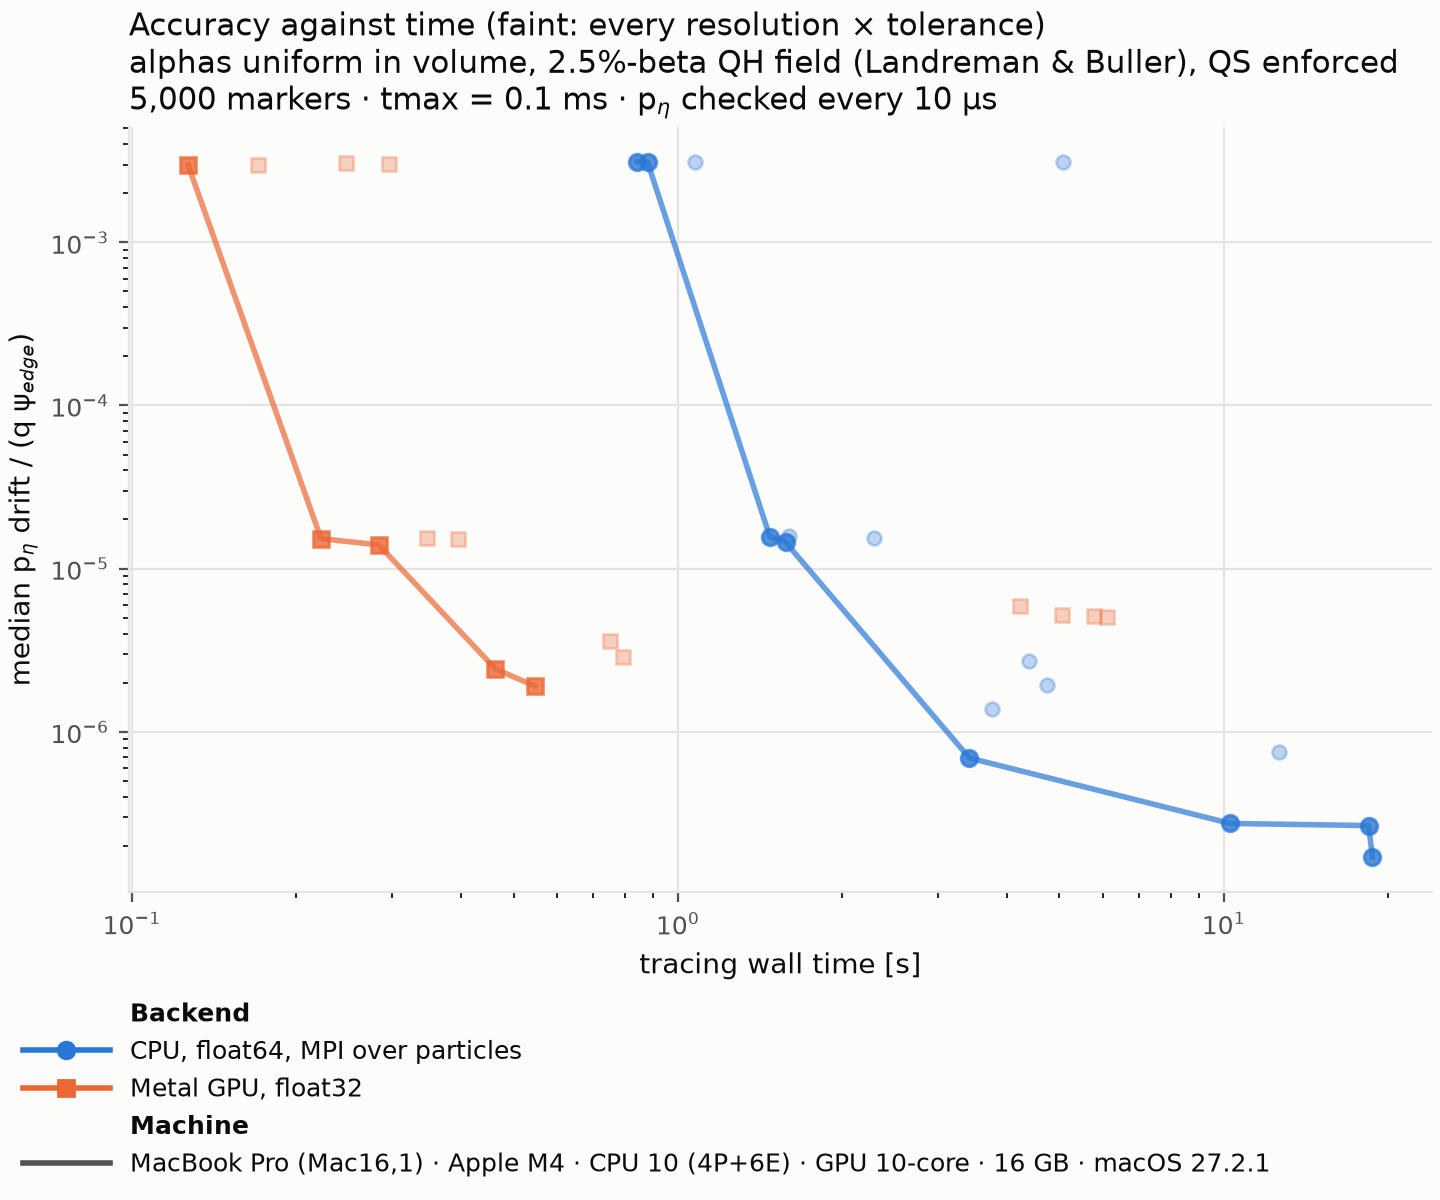 Accuracy against time (faint: every resolution × tolerance)
alphas uniform in volume, 2.5%-beta QH field (Landreman & Buller), QS enforced
5,000 markers · tmax = 0.1 ms · pη checked every 10 μs
10⁻³
10⁻⁴
10⁻⁵
10⁻⁶
median pη drift / (q ψedge)
10⁻¹
10⁰
10¹
tracing wall time [s]
Backend
CPU, float64, MPI over particles
Metal GPU, float32
Machine
MacBook Pro (Mac16,1) · Apple M4 · CPU 10 (4P+6E) · GPU 10-core · 16 GB · macOS 27.2.1